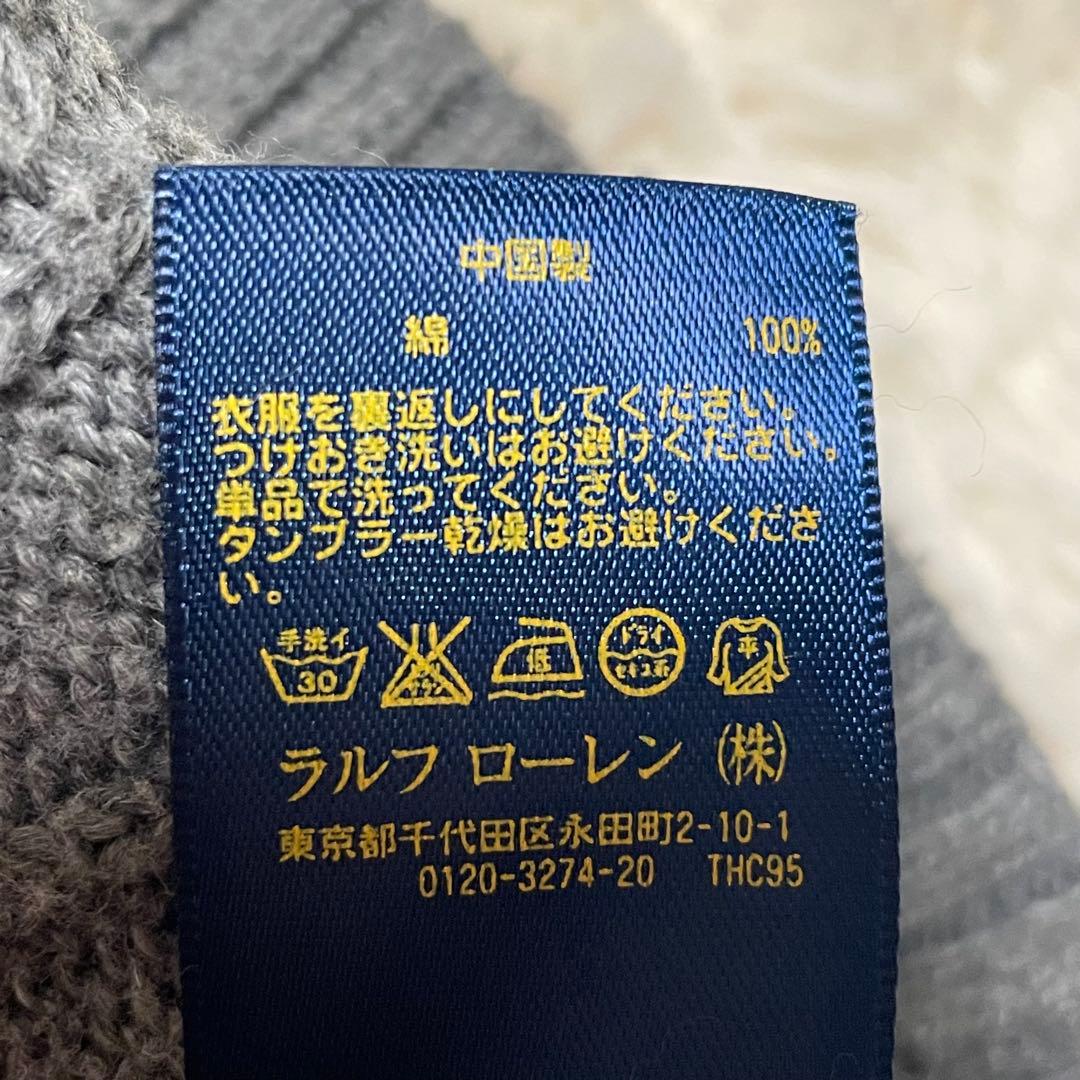 中国製
綿 100%
衣服を裏返しにしてください。
つけおき洗いはお避けください。
単品で洗ってください。
タンブラー乾燥はお避けくださ
い。
手洗イ 30 低 ドライ セキユ系 平
ラルフ ローレン (株)
東京都千代田区永田町2-10-1
0120-3274-20 THC95